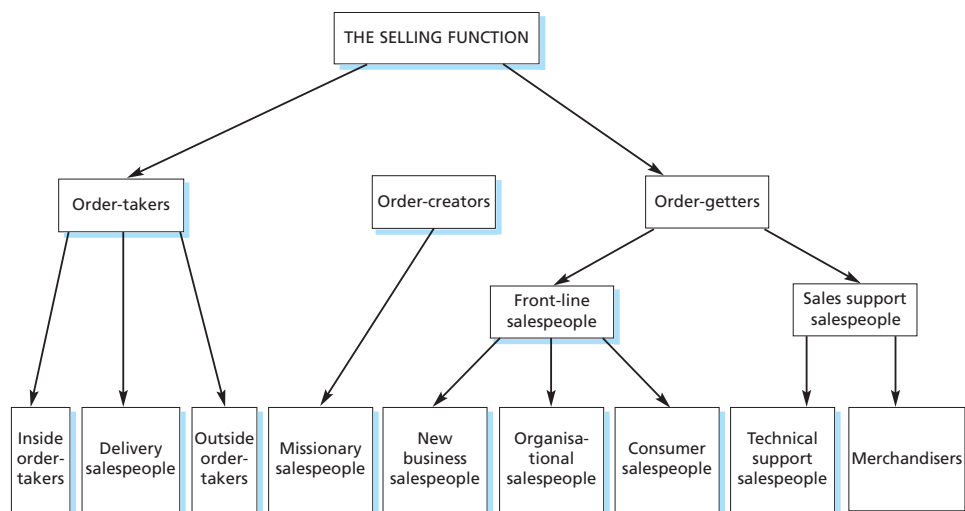 THE SELLING FUNCTION
Order-takers
Order-creators
Order-getters
Front-line
salespeople
Sales support
salespeople
Inside
order-
takers
Delivery
salespeople
Outside
order-
takers
Missionary
salespeople
New
business
salespeople
Organisa-
tional
salespeople
Consumer
salespeople
Technical
support
salespeople
Merchandisers